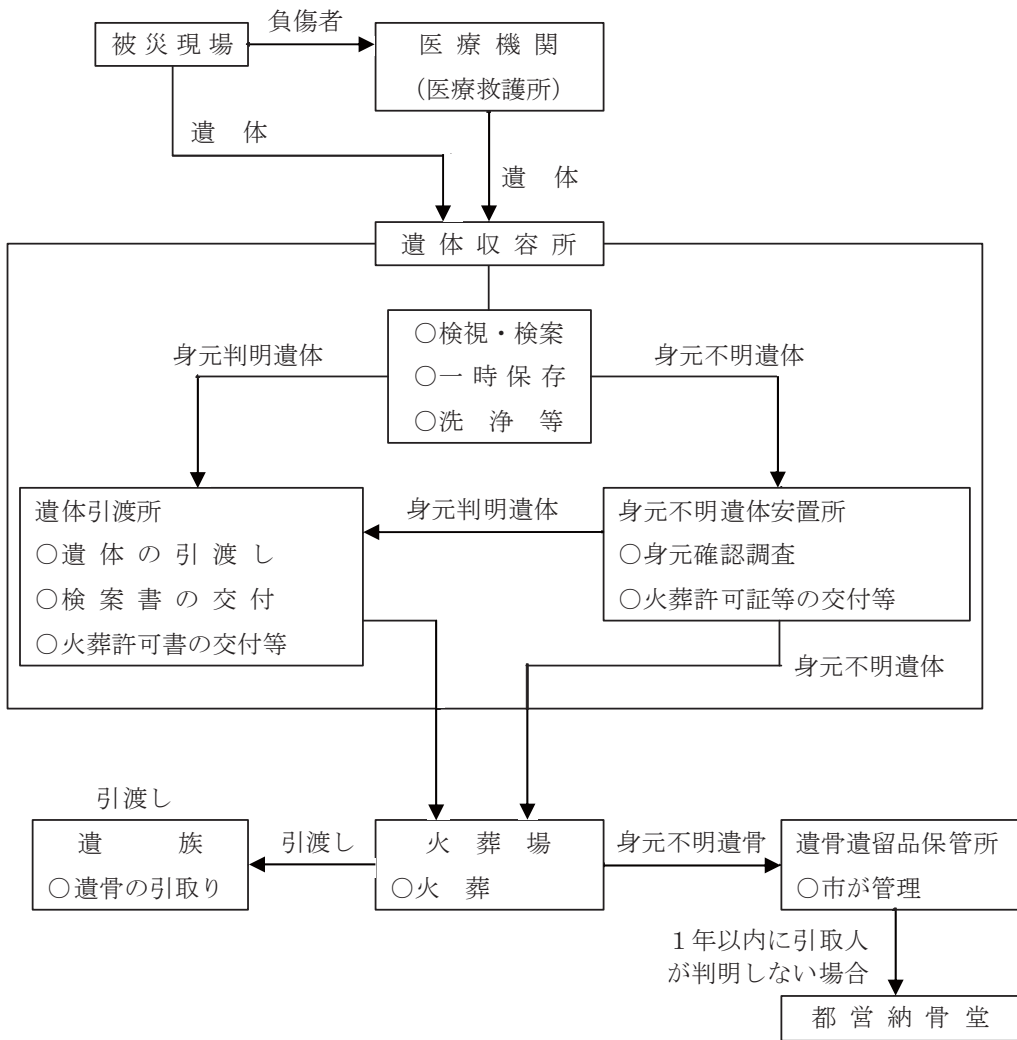 負傷者
被災現場
医療機関
(医療救護所)
遺　体
遺　体
遺体収容所
○検視・検案
○一時保存
○洗　浄　等
身元判明遺体
身元不明遺体
遺体引渡所
○遺体の引渡し
○検案書の交付
○火葬許可書の交付等
身元判明遺体
身元不明遺体安置所
○身元確認調査
○火葬許可証等の交付等
身元不明遺体
引渡し
遺　　族
○遺骨の引取り
引渡し
火　葬　場
○火　葬
身元不明遺骨
遺骨遺留品保管所
○市が管理
１年以内に引取人
が判明しない場合
都営納骨堂